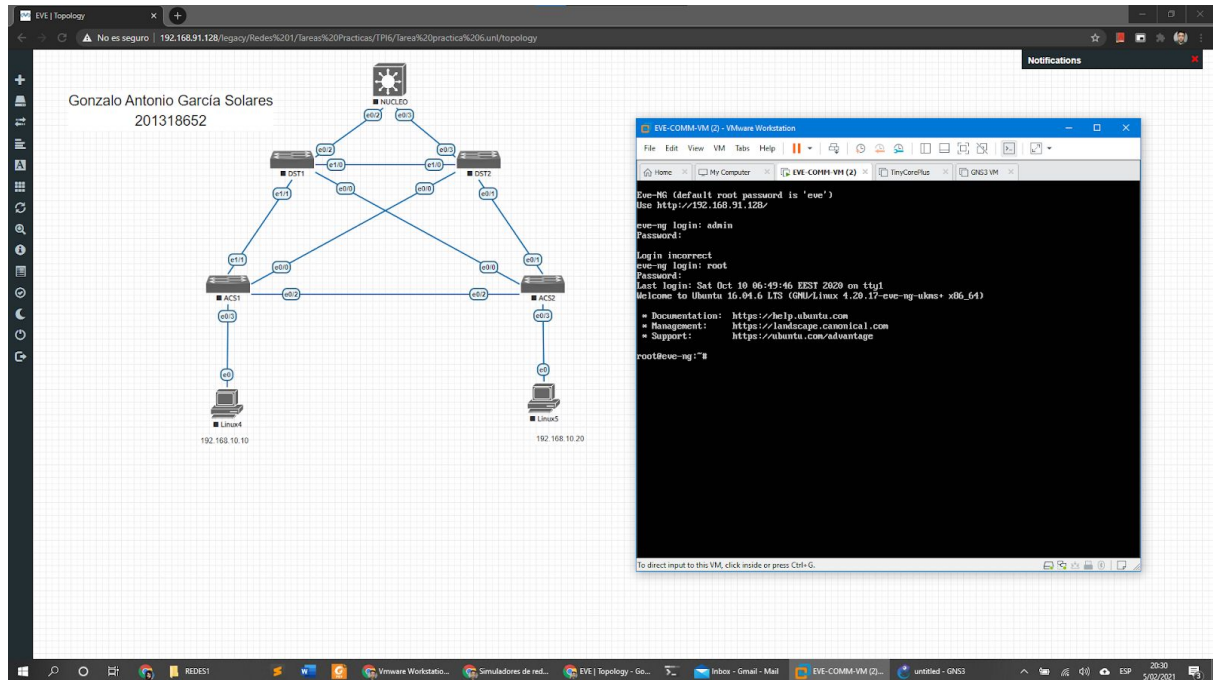 EVE | Topology
No es seguro | 192.168.91.128/legacy/Redes%201/Tareas%20Practicas/TPI6/Tarea%20practica%206.unl/topology
Notifications
Gonzalo Antonio García Solares
201318652
NUCLEO
e0/2
e0/3
e0/2
e0/3
e1/0
e1/0
DST1
DST2
e1/1
e0/0
e0/0
e0/1
e1/1
e0/0
e0/0
e0/1
ACS1
e0/2
e0/2
ACS2
e0/3
e0/3
e0
e0
Linux4
Linux5
192.168.10.10
192.168.10.20
EVE-COMM-VM (2) - VMware Workstation
File Edit View VM Tabs Help
Home
My Computer
EVE-COMM-VM (2)
TinyCorePlus
GNS3 VM
Eve-NG (default root password is 'eve')
Use http://192.168.91.128/
eve-ng login: admin
Password:
Login incorrect
eve-ng login: root
Password:
Last login: Sat Oct 10 06:49:46 EEST 2020 on tty1
Welcome to Ubuntu 16.04.6 LTS (GNU/Linux 4.20.17-eve-ng-ukms+ x86_64)
* Documentation: https://help.ubuntu.com
* Management: https://landscape.canonical.com
* Support: https://ubuntu.com/advantage
root@eve-ng:~#
To direct input to this VM, click inside or press Ctrl+G.
REDES1
Vmware Workstatio...
Simuladores de red...
EVE | Topology - Go...
Inbox - Gmail - Mail
EVE-COMM-VM (2)...
untitled - GNS3
ESP
20:30
5/02/2021